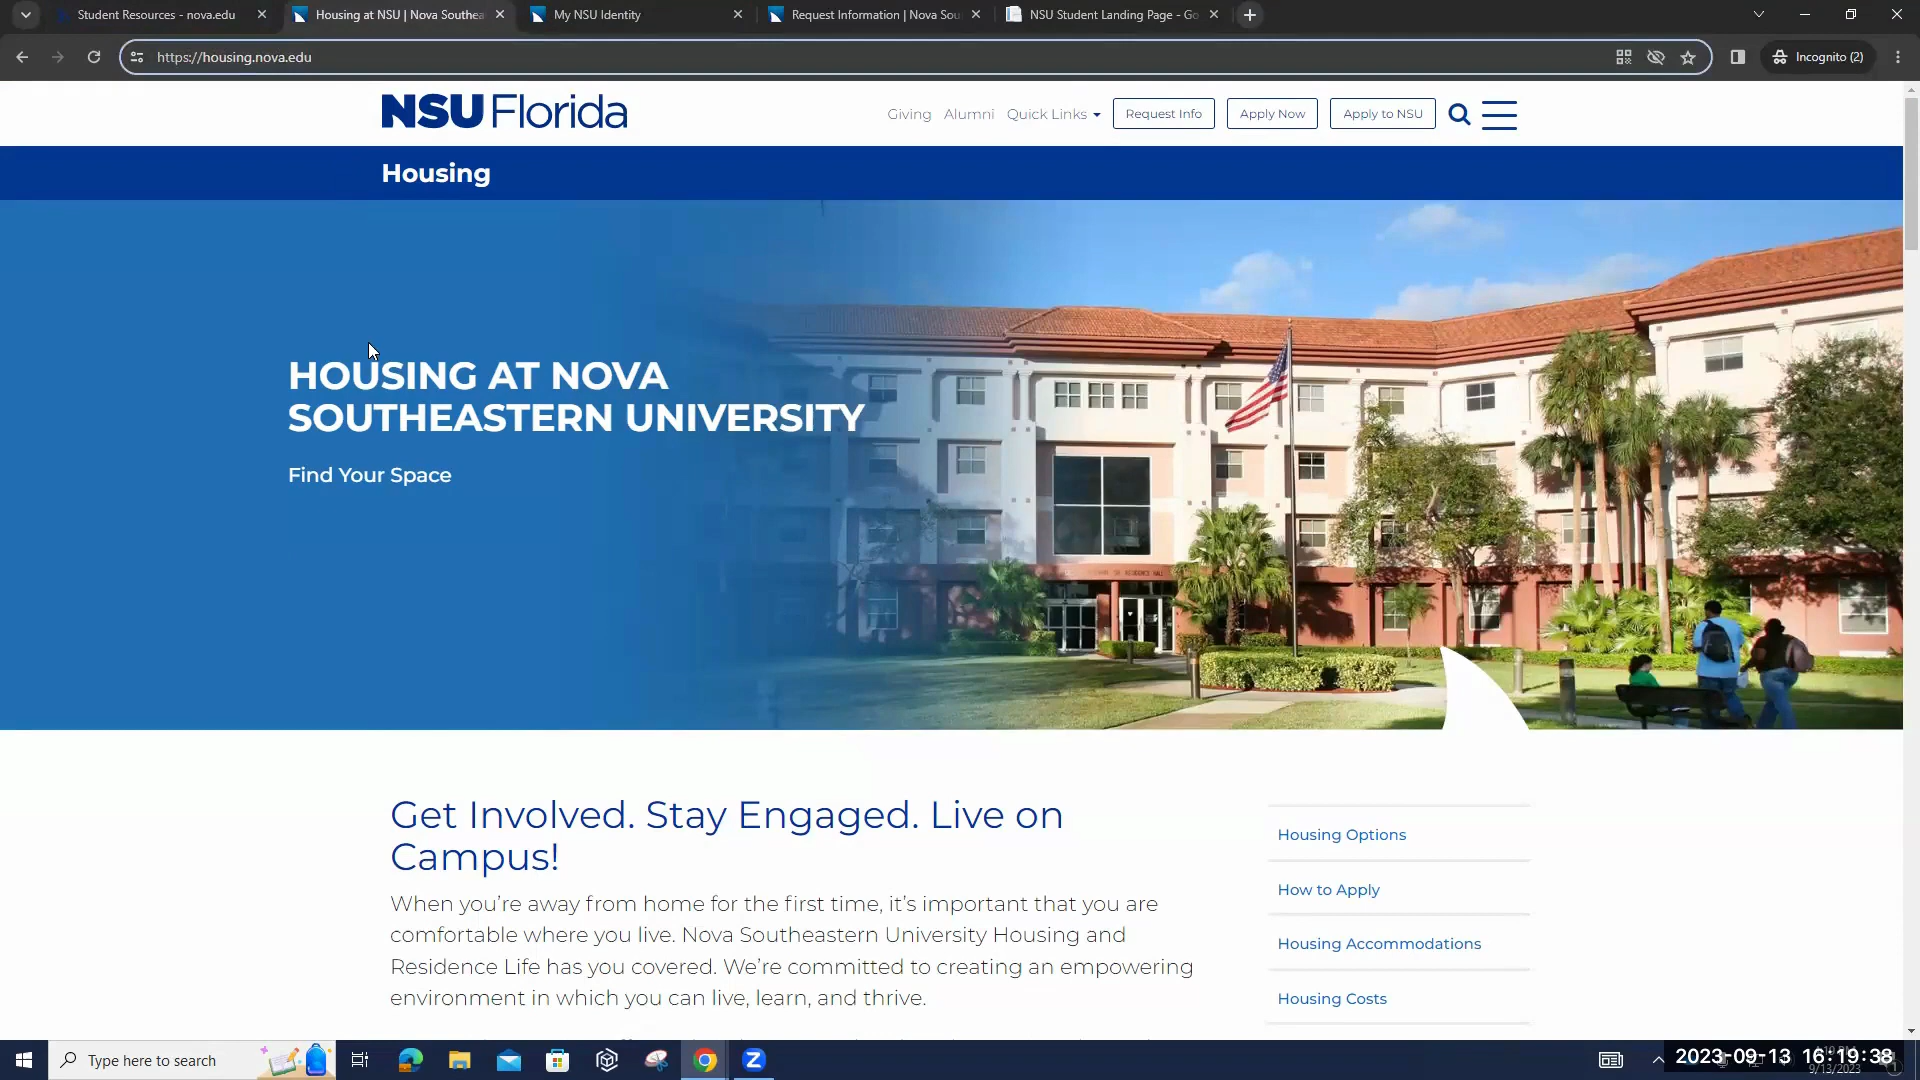 Student Resources - nova.edu
Housing at NSU | Nova Southea
My NSU Identity
Request Information | Nova Sou
NSU Student Landing Page - Go
https://housing.nova.edu
Incognito (2)
NSU Florida
Giving
Alumni
Quick Links
Request Info
Apply Now
Apply to NSU
Housing
HOUSING AT NOVA
SOUTHEASTERN UNIVERSITY
Find Your Space
Get Involved. Stay Engaged. Live on
Campus!
When you're away from home for the first time, it's important that you are
comfortable where you live. Nova Southeastern University Housing and
Residence Life has you covered. We're committed to creating an empowering
environment in which you can live, learn, and thrive.
Housing Options
How to Apply
Housing Accommodations
Housing Costs
Type here to search
2023-09-13 16:19:38
9/13/2023